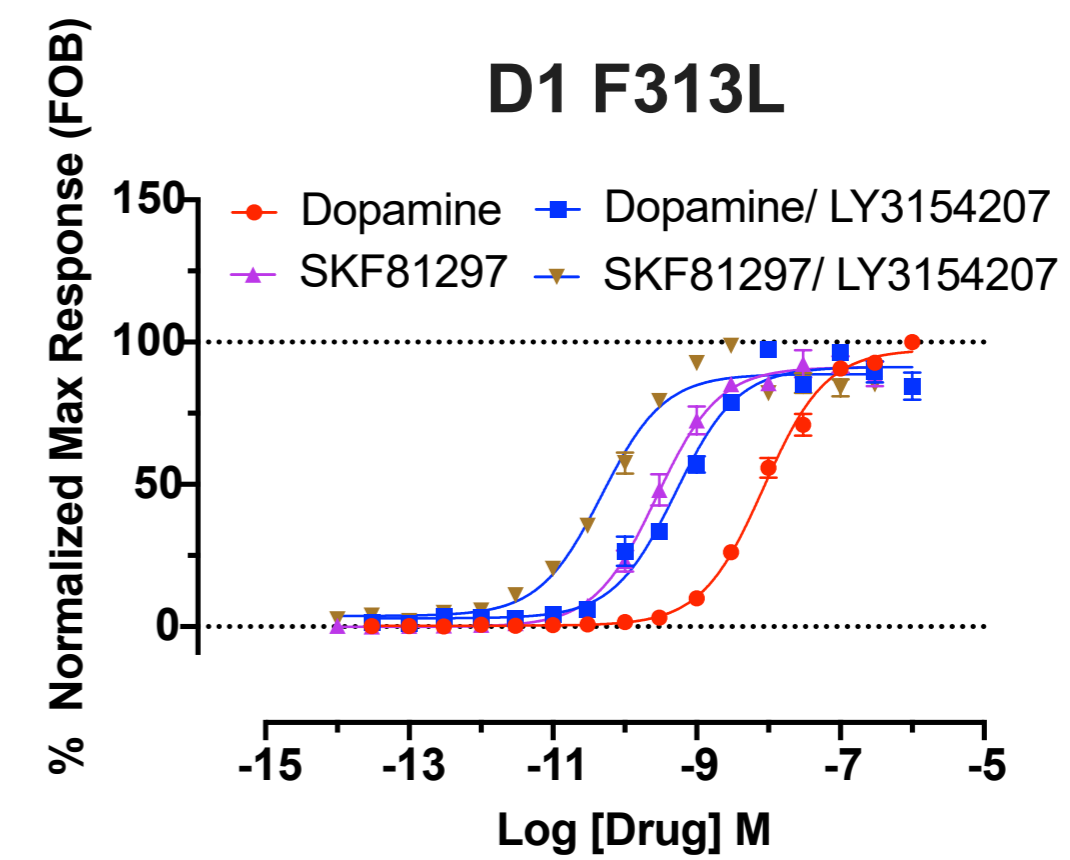 D1 F313L
% Normalized Max Response (FOB)
150
100
50
0
Dopamine
Dopamine/ LY3154207
SKF81297
SKF81297/ LY3154207
-15 -13 -11 -9 -7 -5
Log [Drug] M